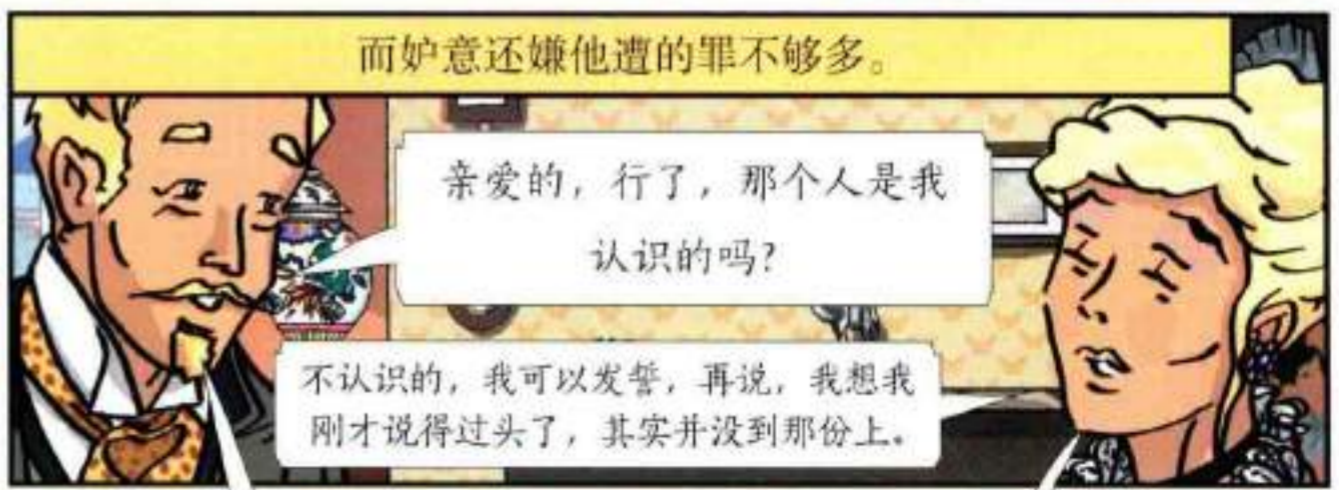 而妒意还嫌他遭的罪不够多。
亲爱的，行了，那个人是我
认识的吗？
不认识的，我可以发誓，再说，我想我
刚才说得过头了，其实并没到那份上。